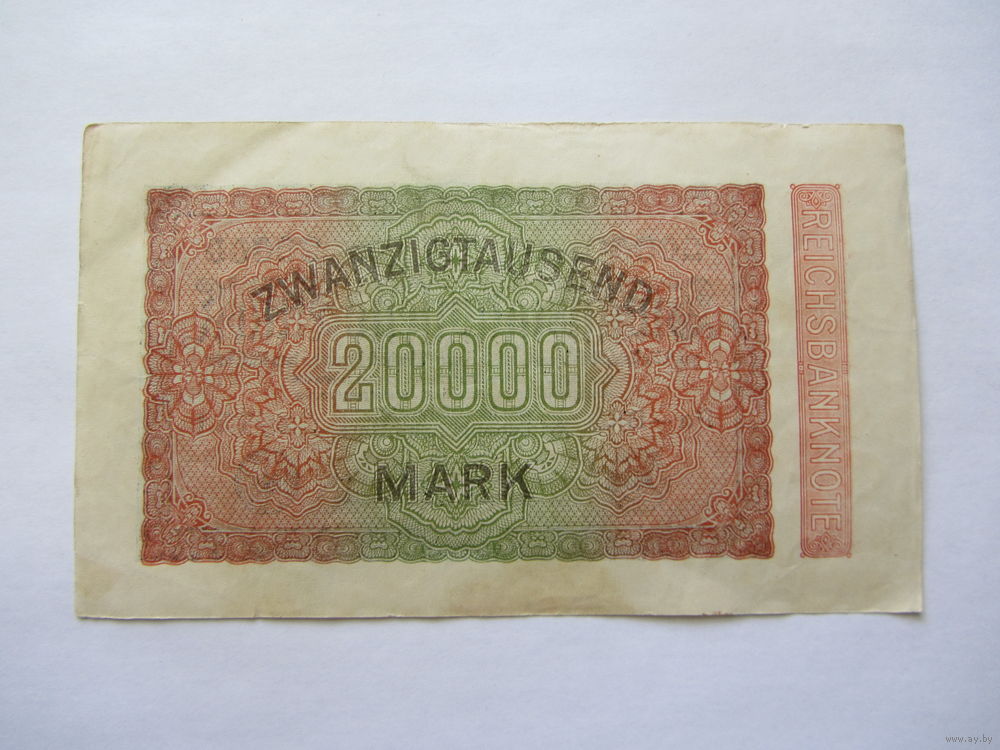 ZWANZIGTAUSEND
20000
MARK
REICHSBANKNOTE
www.ay.by